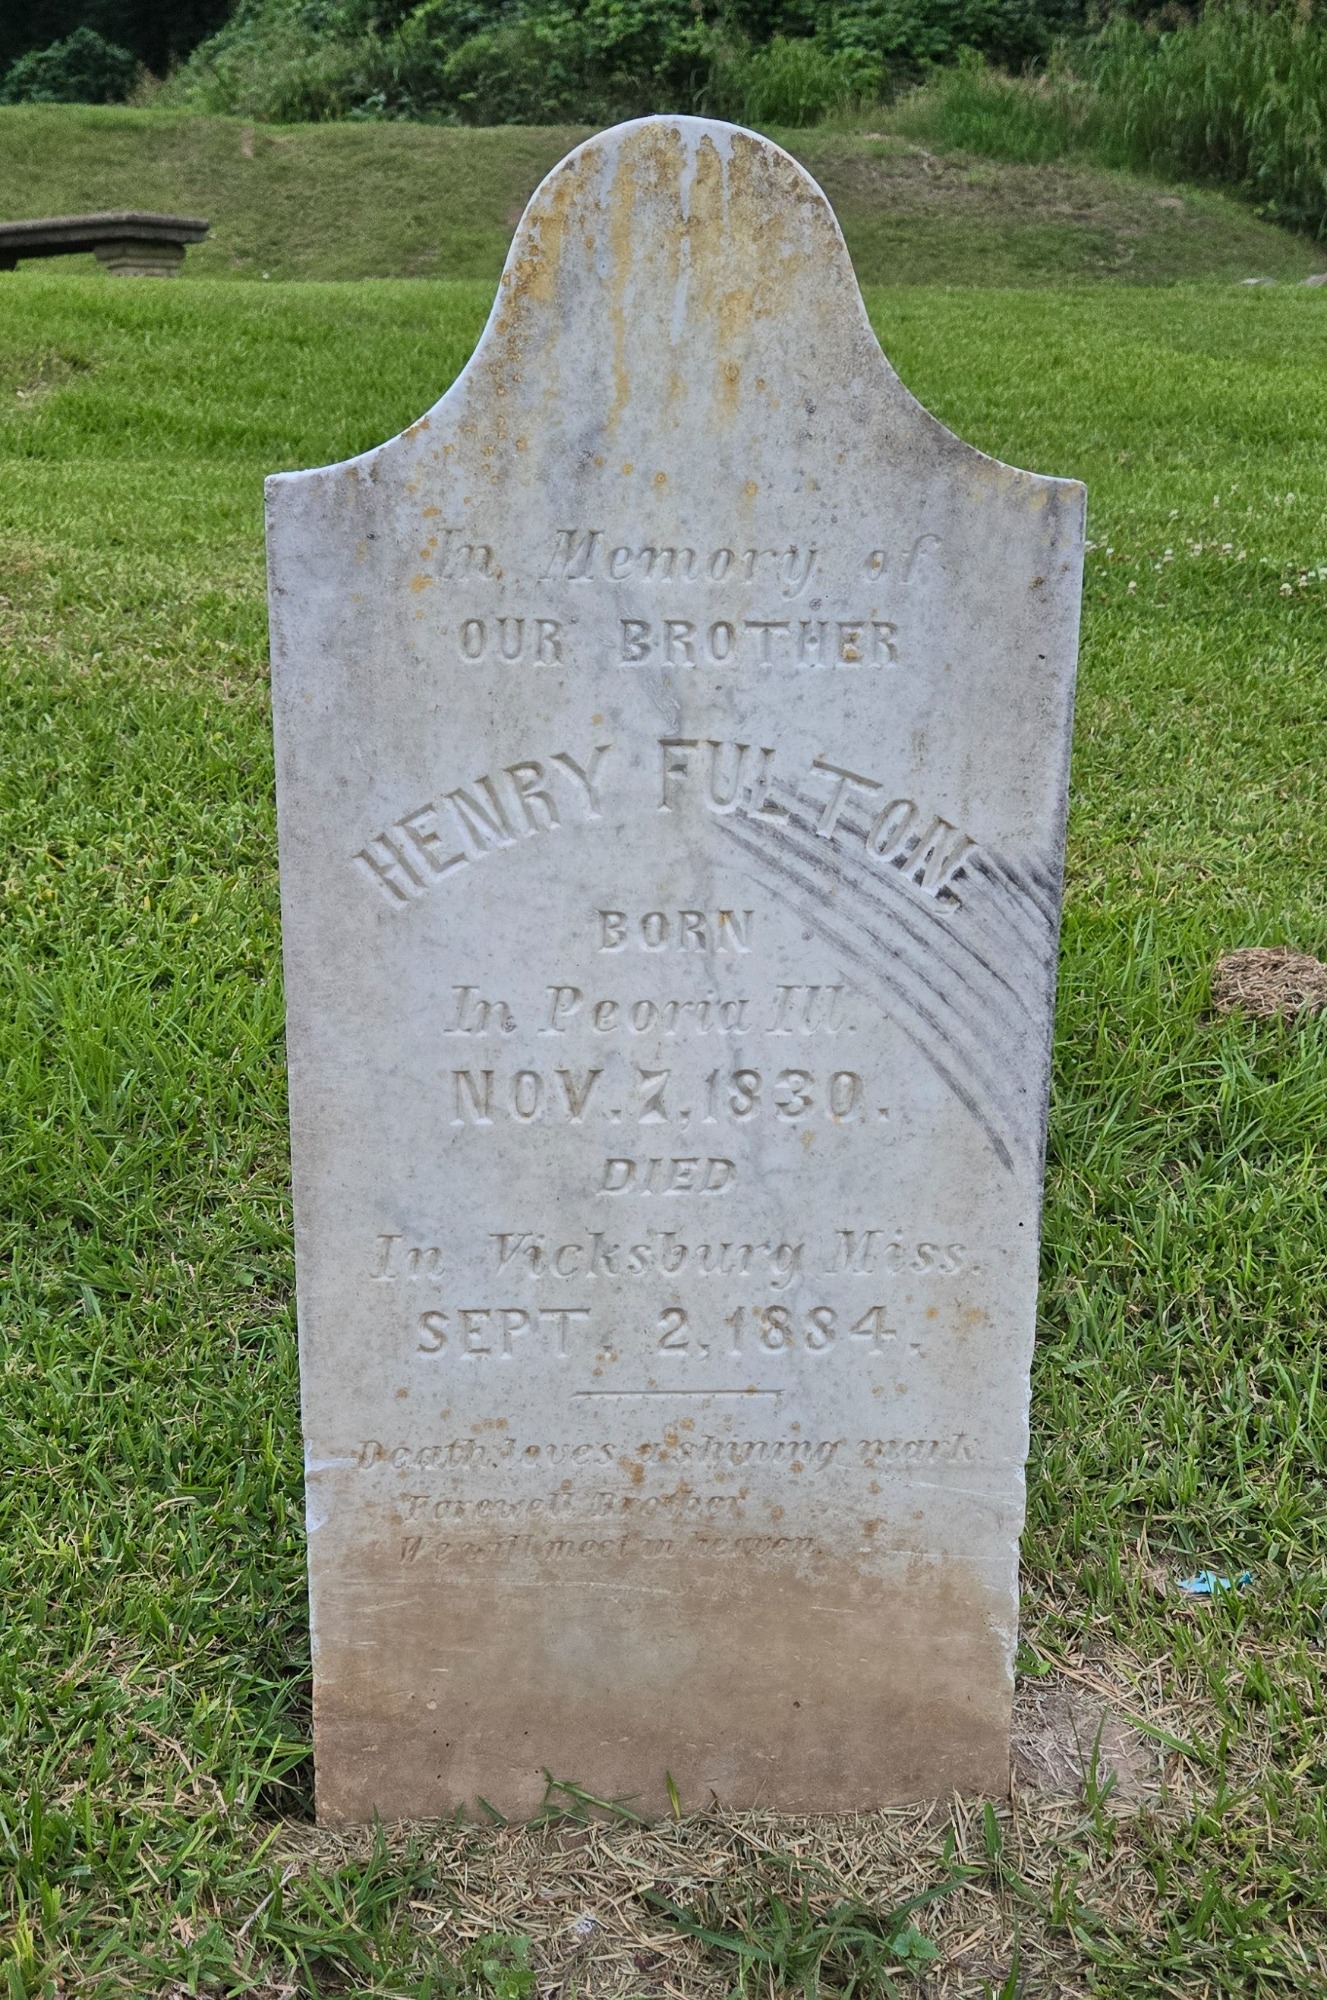 In Memory of
OUR BROTHER
HENRY FULTON.
BORN
In Peoria Ill.
NOV. 7, 1830.
DIED
In Vicksburg Miss.
SEPT. 2, 1884.
Death loves a shining mark.
Farewell Brother
We will meet in heaven.